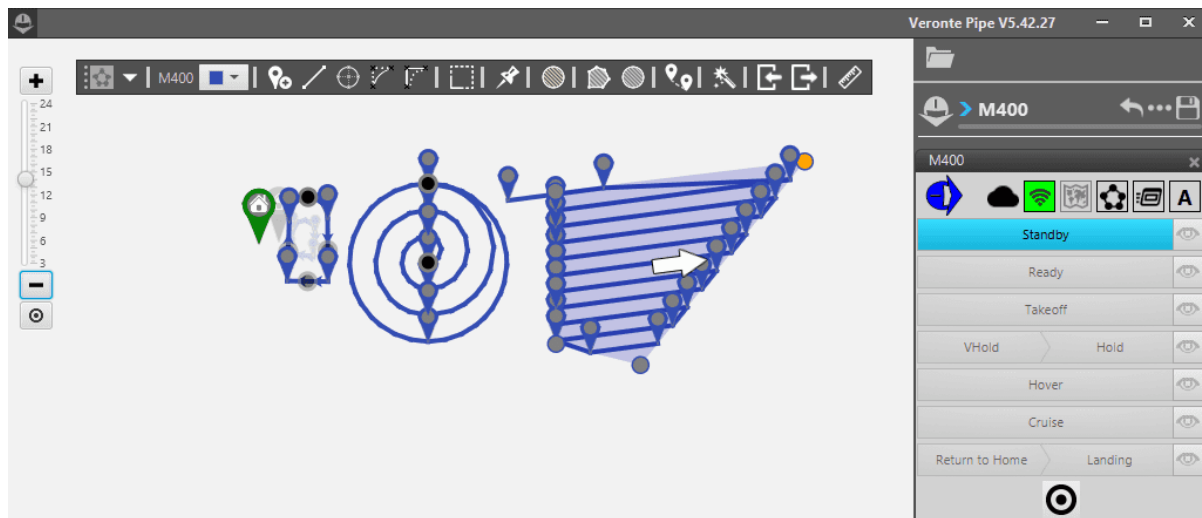 Veronte Pipe V5.42.27
M400
24
21
18
15
12
9
6
3
M400
M400
A
Standby
Ready
Takeoff
VHold Hold
Hover
Cruise
Return to Home Landing